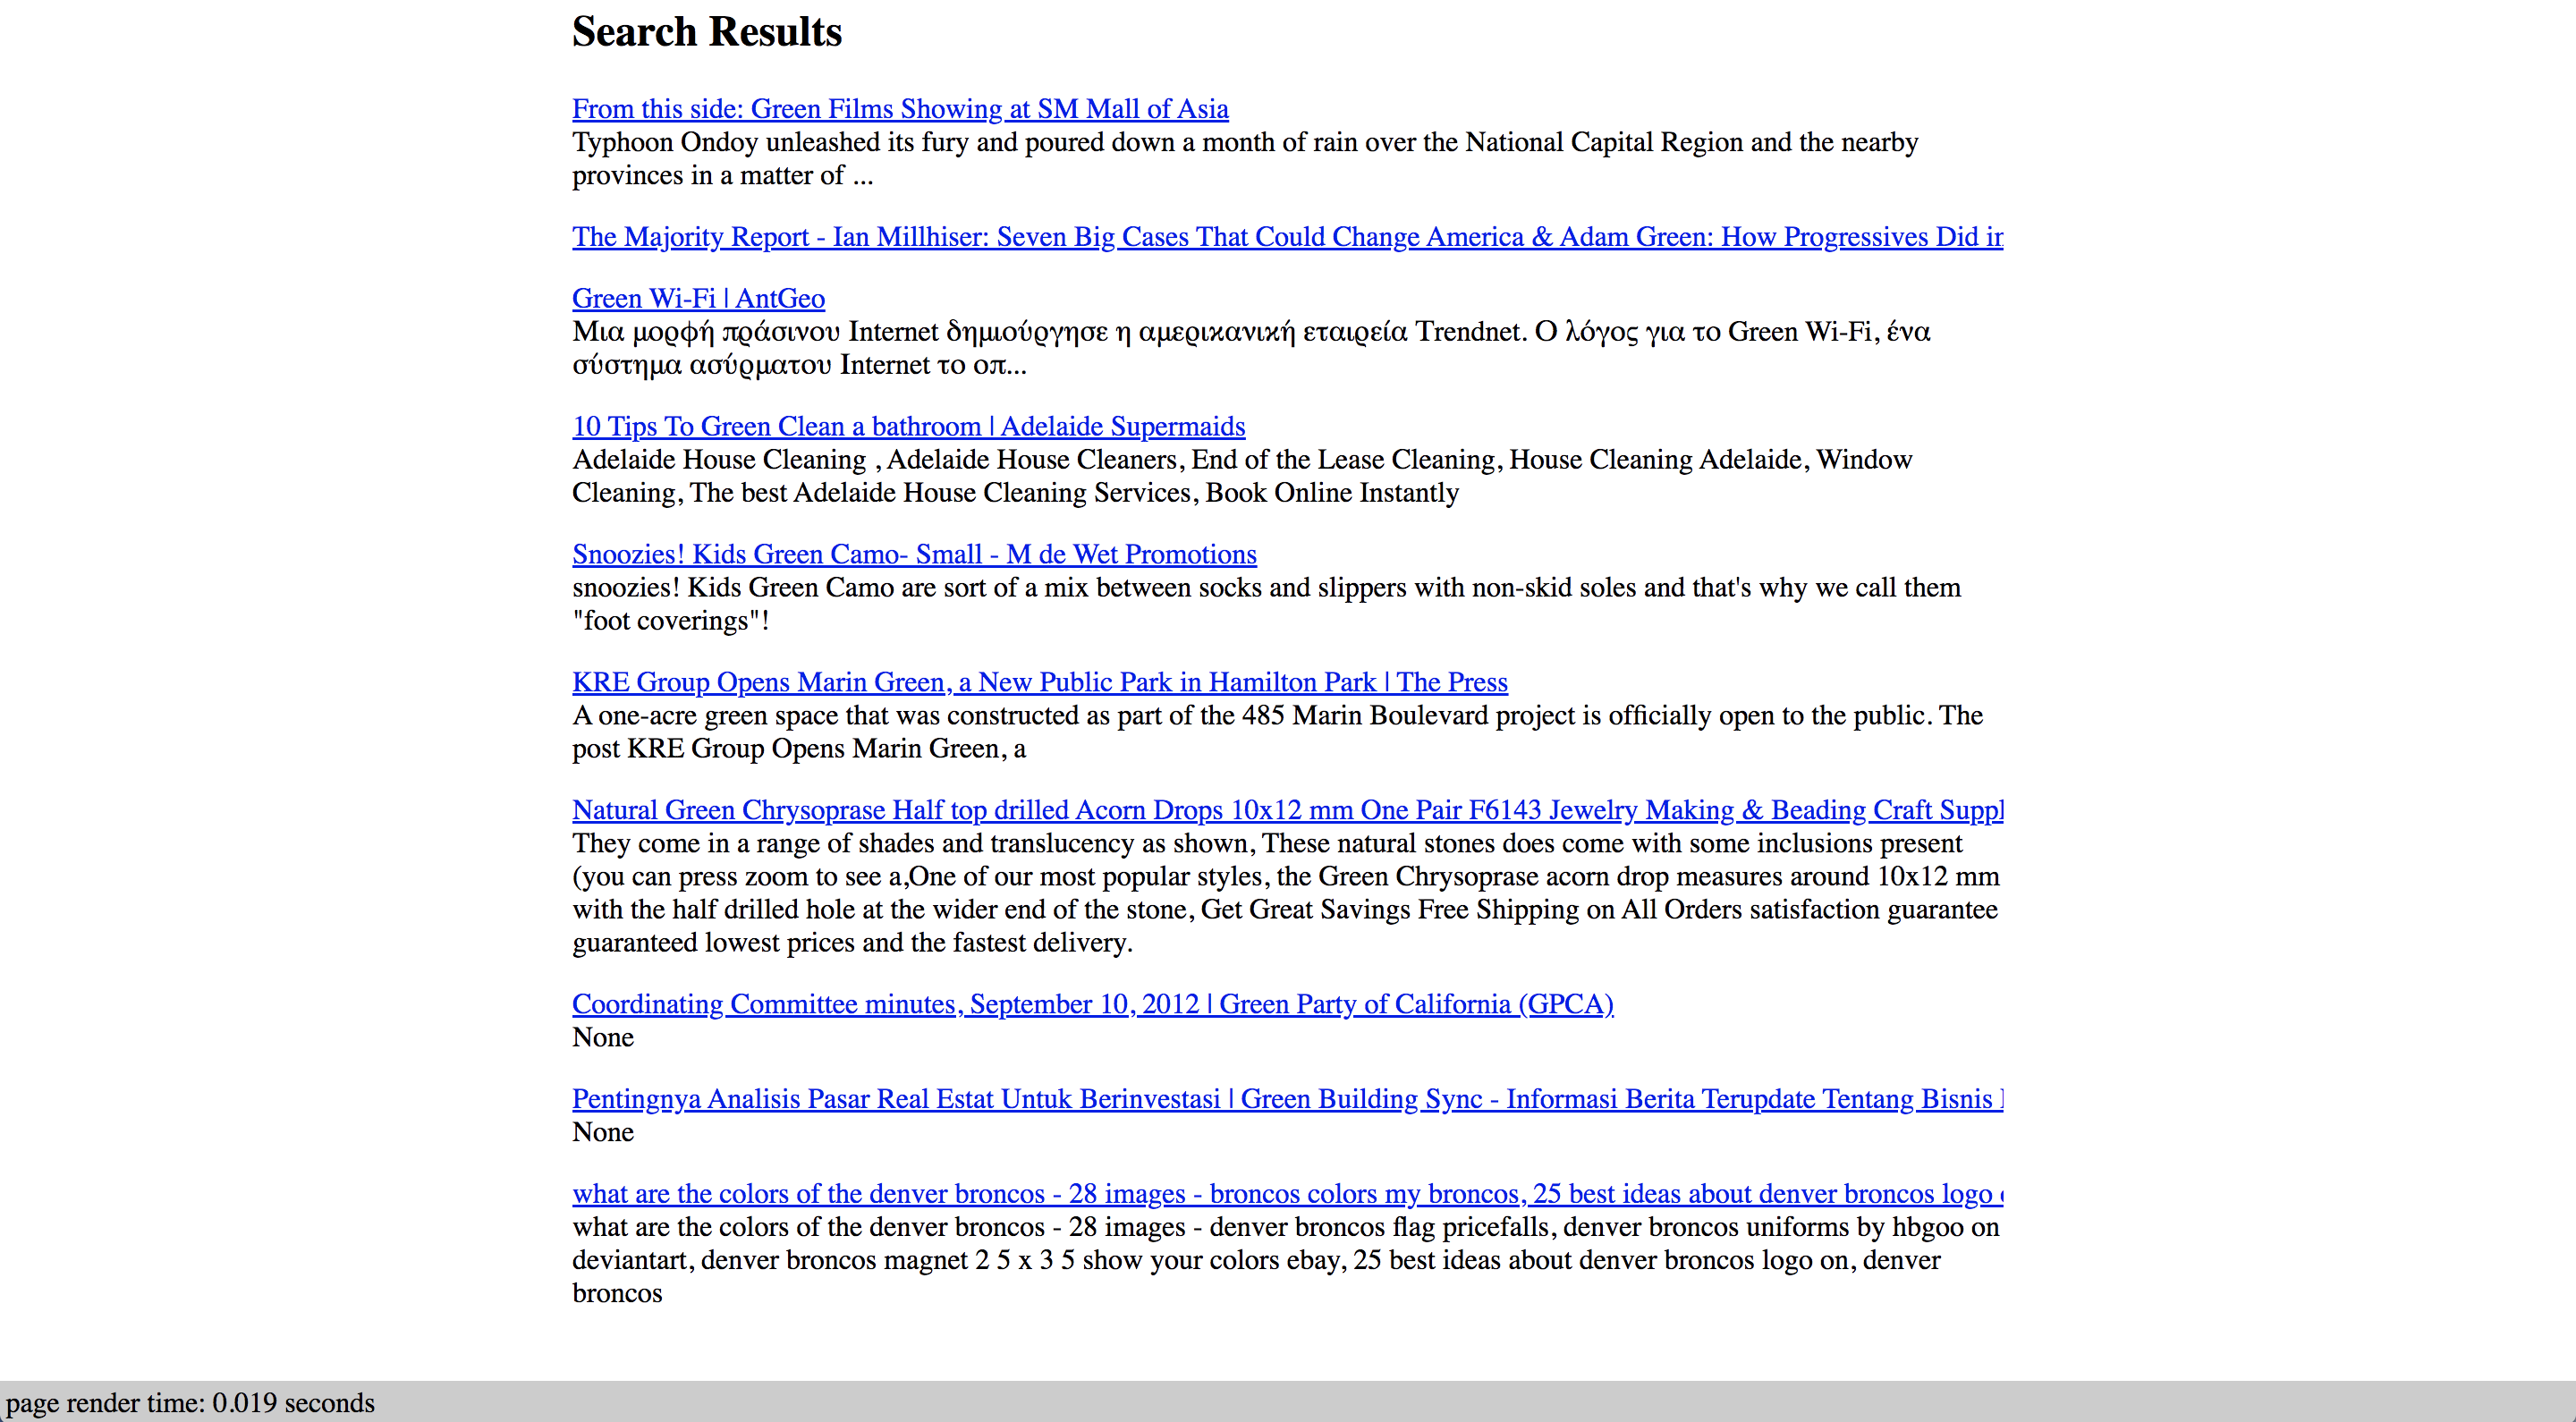 Search Results
From this side: Green Films Showing at SM Mall of Asia
Typhoon Ondoy unleashed its fury and poured down a month of rain over the National Capital Region and the nearby
provinces in a matter of ...
The Majority Report - Ian Millhiser: Seven Big Cases That Could Change America & Adam Green: How Progressives Did in
Green Wi-Fi | AntGeo
Μια μορφή πράσινου Internet δημιούργησε η αμερικανική εταιρεία Trendnet. Ο λόγος για το Green Wi-Fi, ένα
σύστημα ασύρματου Internet το οπ...
10 Tips To Green Clean a bathroom | Adelaide Supermaids
Adelaide House Cleaning , Adelaide House Cleaners, End of the Lease Cleaning, House Cleaning Adelaide, Window
Cleaning, The best Adelaide House Cleaning Services, Book Online Instantly
Snoozies! Kids Green Camo- Small - M de Wet Promotions
snoozies! Kids Green Camo are sort of a mix between socks and slippers with non-skid soles and that's why we call them
"foot coverings"!
KRE Group Opens Marin Green, a New Public Park in Hamilton Park | The Press
A one-acre green space that was constructed as part of the 485 Marin Boulevard project is officially open to the public. The
post KRE Group Opens Marin Green, a
Natural Green Chrysoprase Half top drilled Acorn Drops 10x12 mm One Pair F6143 Jewelry Making & Beading Craft Suppl
They come in a range of shades and translucency as shown, These natural stones does come with some inclusions present
(you can press zoom to see a,One of our most popular styles, the Green Chrysoprase acorn drop measures around 10x12 mm
with the half drilled hole at the wider end of the stone, Get Great Savings Free Shipping on All Orders satisfaction guarantee
guaranteed lowest prices and the fastest delivery.
Coordinating Committee minutes, September 10, 2012 | Green Party of California (GPCA)
None
Pentingnya Analisis Pasar Real Estat Untuk Berinvestasi | Green Building Sync - Informasi Berita Terupdate Tentang Bisnis
None
what are the colors of the denver broncos - 28 images - broncos colors my broncos, 25 best ideas about denver broncos logo
what are the colors of the denver broncos - 28 images - denver broncos flag pricefalls, denver broncos uniforms by hbgoo on
deviantart, denver broncos magnet 2 5 x 3 5 show your colors ebay, 25 best ideas about denver broncos logo on, denver
broncos
page render time: 0.019 seconds